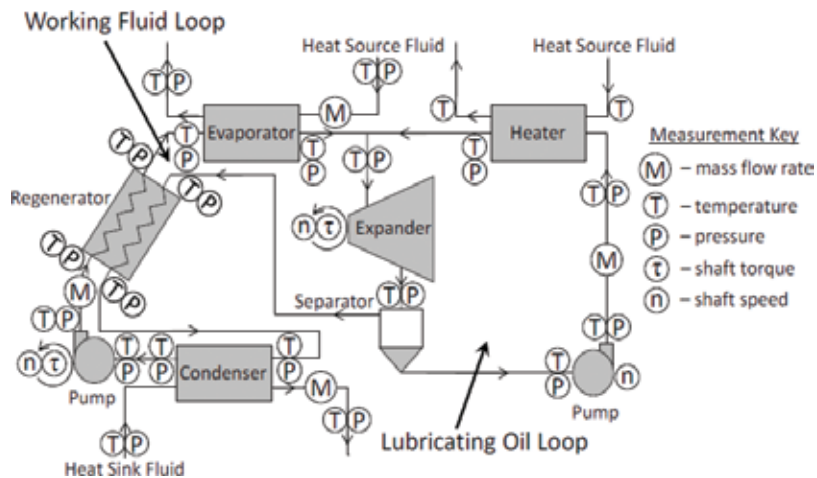 Working Fluid Loop
Heat Source Fluid
Heat Source Fluid
T P
T P
M
T
T
T
P
Evaporator
T
P
T P
T
P
Heater
Measurement Key
M – mass flow rate
T – temperature
P – pressure
τ – shaft torque
n – shaft speed
T P
T P
T P
Regenerator
n τ
Expander
M
T P
T P
M
T P
Separator
T P
T P
n τ
T
P
T
P
Condenser
T
P
M
T
P
n
Pump
T P
T P
Lubricating Oil Loop
Pump
Heat Sink Fluid